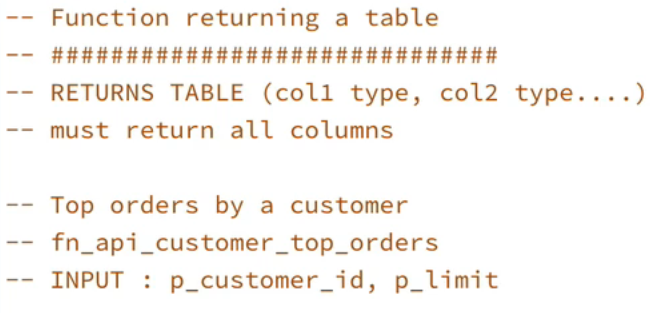 -- Function returning a table
-- ##############################
-- RETURNS TABLE (col1 type, col2 type....)
-- must return all columns
-- Top orders by a customer
-- fn_api_customer_top_orders
-- INPUT : p_customer_id, p_limit